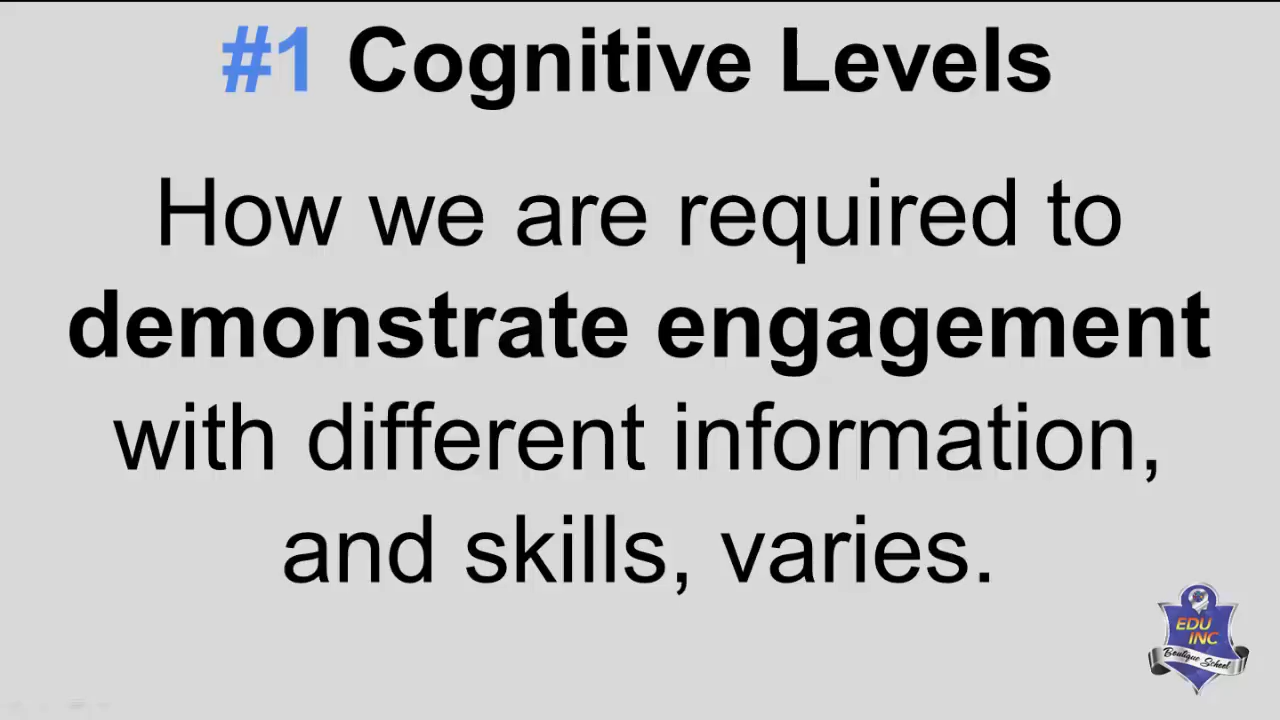 #1 Cognitive Levels
How we are required to
demonstrate engagement
with different information,
and skills, varies.
EDU
INC
Boutique School